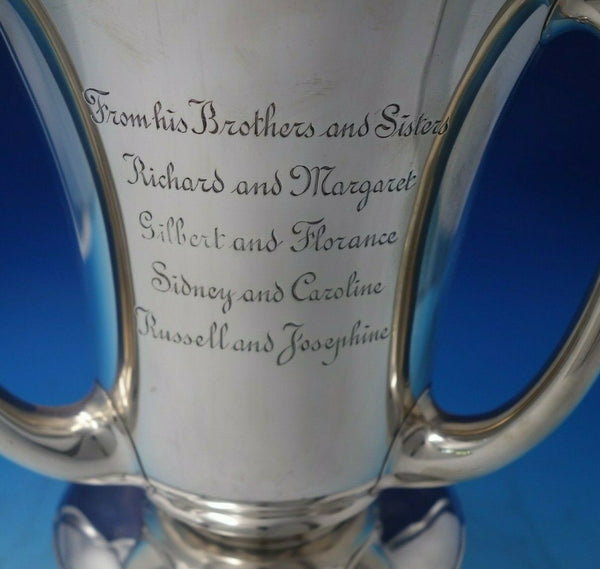 From his Brothers and Sisters
Richard and Margaret
Gilbert and Florance
Sidney and Caroline
Russell and Josephine